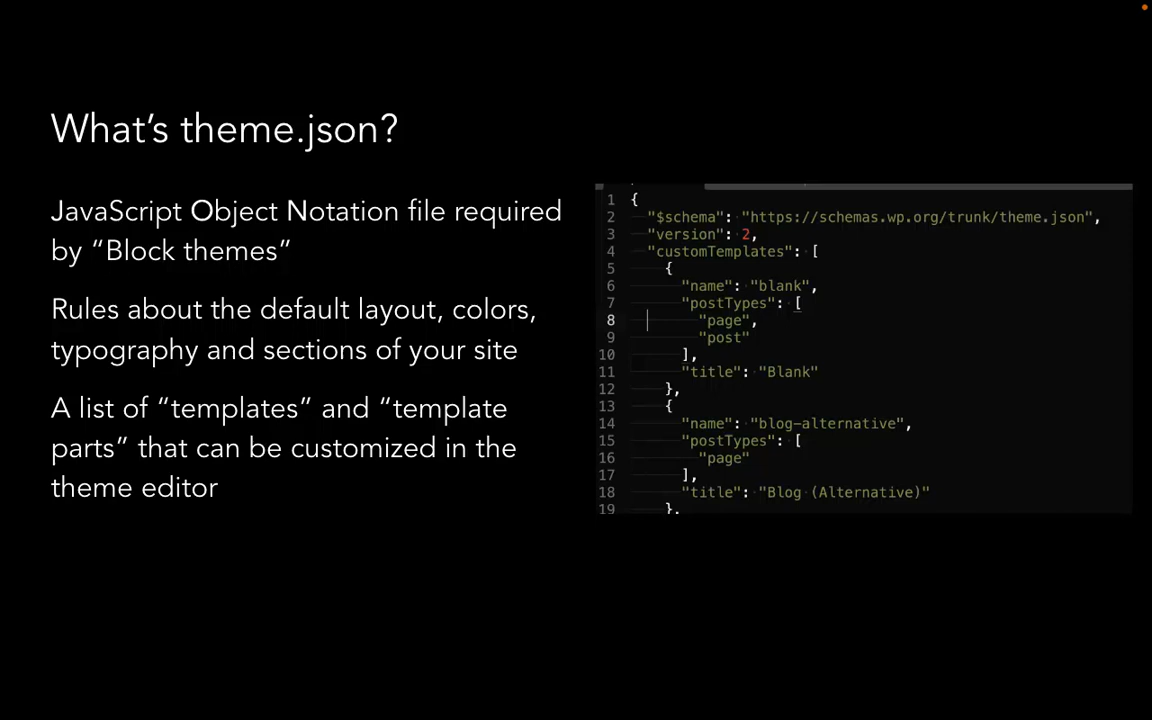 What’s theme.json?
JavaScript Object Notation file required
by “Block themes”
Rules about the default layout, colors,
typography and sections of your site
A list of “templates” and “template
parts” that can be customized in the
theme editor
1 {
2 "$schema": "https://schemas.wp.org/trunk/theme.json",
3 "version": 2,
4 "customTemplates": [
5 {
6 "name": "blank",
7 "postTypes": [
8 "page",
9 "post"
10 ],
11 "title": "Blank"
12 },
13 {
14 "name": "blog-alternative",
15 "postTypes": [
16 "page"
17 ],
18 "title": "Blog (Alternative)"
19 },